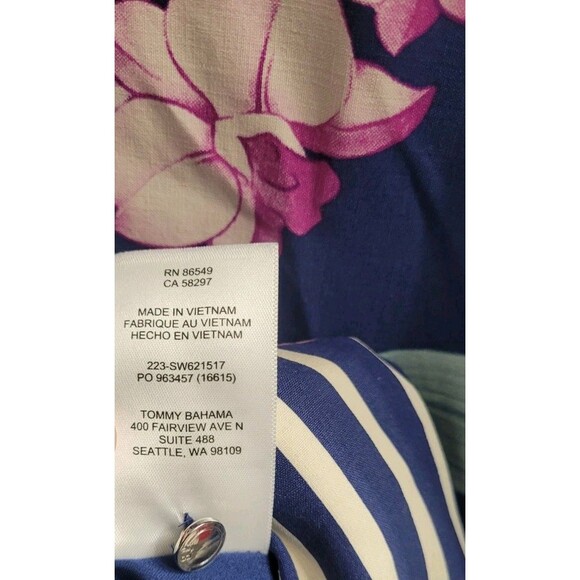 RN 86549
CA 58297
MADE IN VIETNAM
FABRIQUE AU VIETNAM
HECHO EN VIETNAM
223-SW621517
PO 963457 (16615)
TOMMY BAHAMA
400 FAIRVIEW AVE N
SUITE 488
SEATTLE, WA 98109